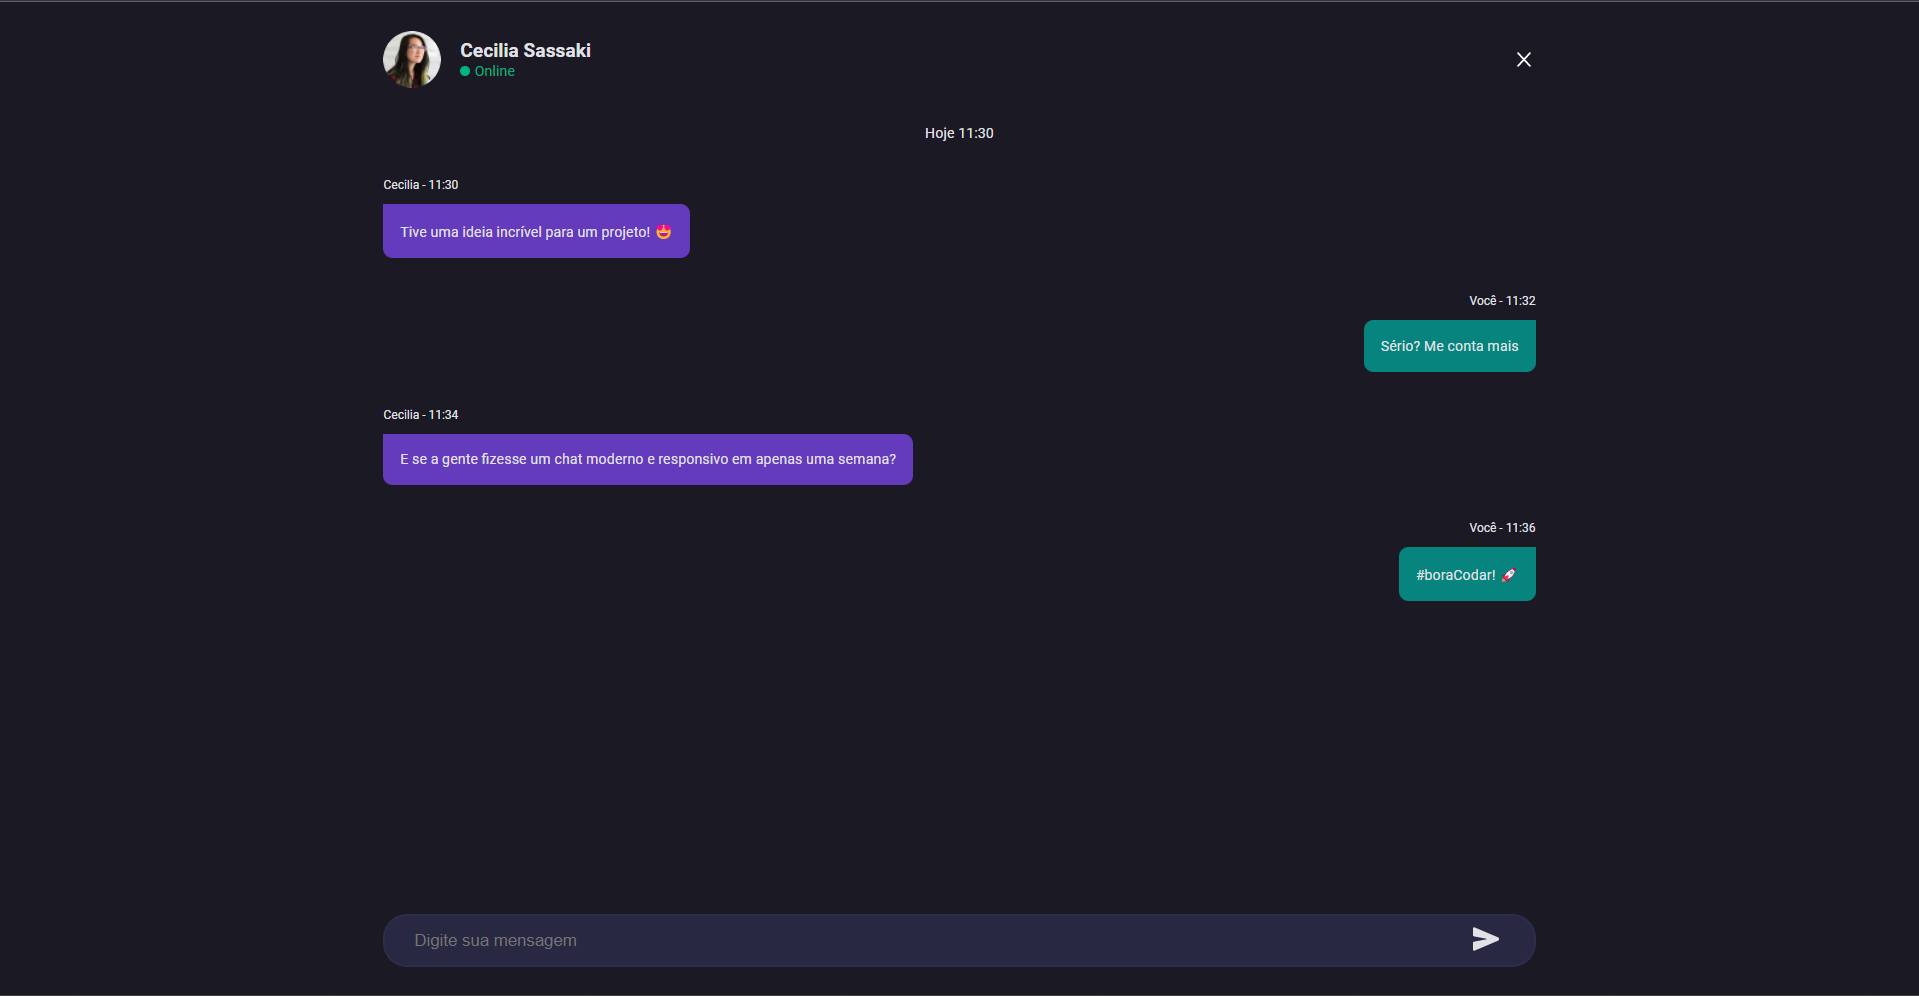 Cecilia Sassaki
Online
Hoje 11:30
Cecilia - 11:30
Tive uma ideia incrível para um projeto! 🤩
Você - 11:32
Sério? Me conta mais
Cecilia - 11:34
E se a gente fizesse um chat moderno e responsivo em apenas uma semana?
Você - 11:36
#boraCodar! 🚀
Digite sua mensagem